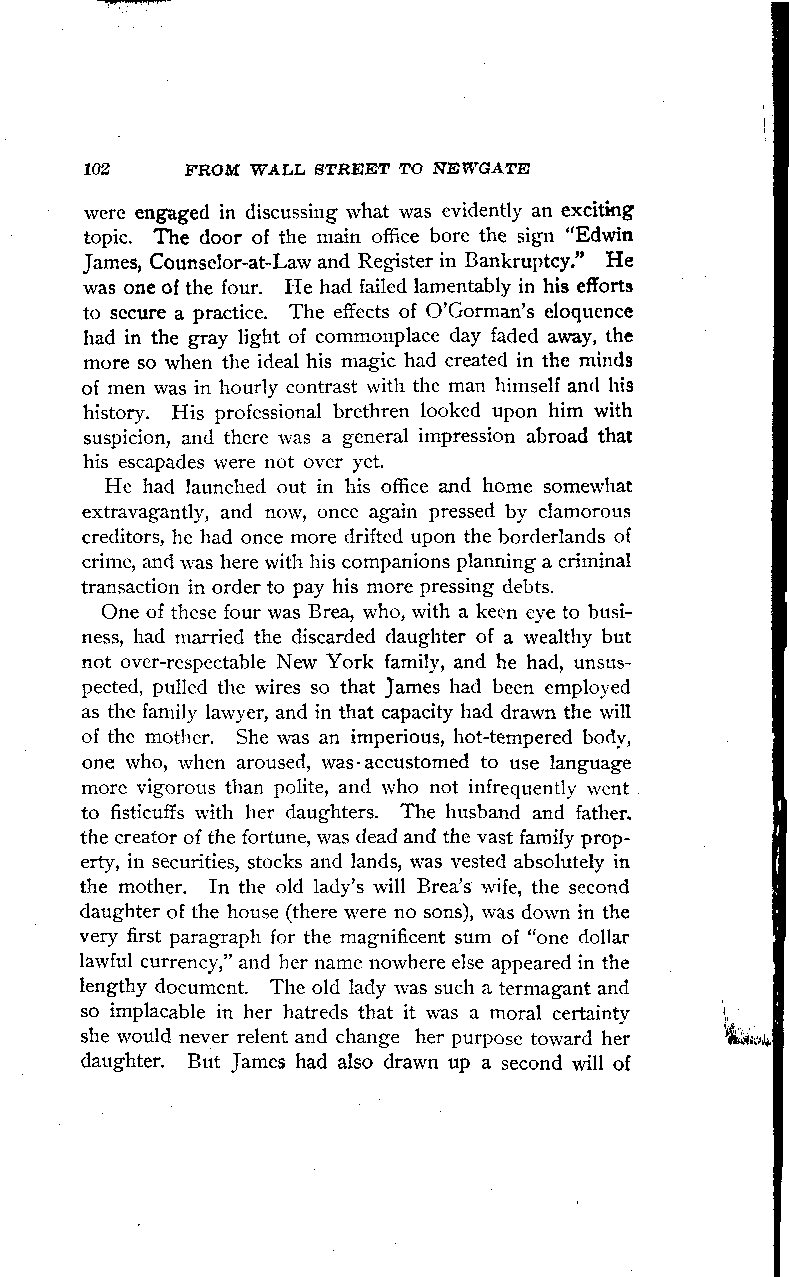 102 FROM WALL STREET TO NEWGATE
were engaged in discussing what was evidently an exciting
topic. The door of the main office bore the sign "Edwin
James, Counselor-at-Law and Register in Bankruptcy." He
was one of the four. He had failed lamentably in his efforts
to secure a practice. The effects of O'Gorman's eloquence
had in the gray light of commonplace day faded away, the
more so when the ideal his magic had created in the minds
of men was in hourly contrast with the man himself and his
history. His professional brethren looked upon him with
suspicion, and there was a general impression abroad that
his escapades were not over yet.
He had launched out in his office and home somewhat
extravagantly, and now, once again pressed by clamorous
creditors, he had once more drifted upon the borderlands of
crime, and was here with his companions planning a criminal
transaction in order to pay his more pressing debts.
One of these four was Brea, who, with a keen eye to busi-
ness, had married the discarded daughter of a wealthy but
not over-respectable New York family, and he had, unsus-
pected, pulled the wires so that James had been employed
as the family lawyer, and in that capacity had drawn the will
of the mother. She was an imperious, hot-tempered body,
one who, when aroused, was accustomed to use language
more vigorous than polite, and who not infrequently went
to fisticuffs with her daughters. The husband and father,
the creator of the fortune, was dead and the vast family prop-
erty, in securities, stocks and lands, was vested absolutely in
the mother. In the old lady's will Brea's wife, the second
daughter of the house (there were no sons), was down in the
very first paragraph for the magnificent sum of "one dollar
lawful currency," and her name nowhere else appeared in the
lengthy document. The old lady was such a termagant and
so implacable in her hatreds that it was a moral certainty
she would never relent and change her purpose toward her
daughter. But James had also drawn up a second will of